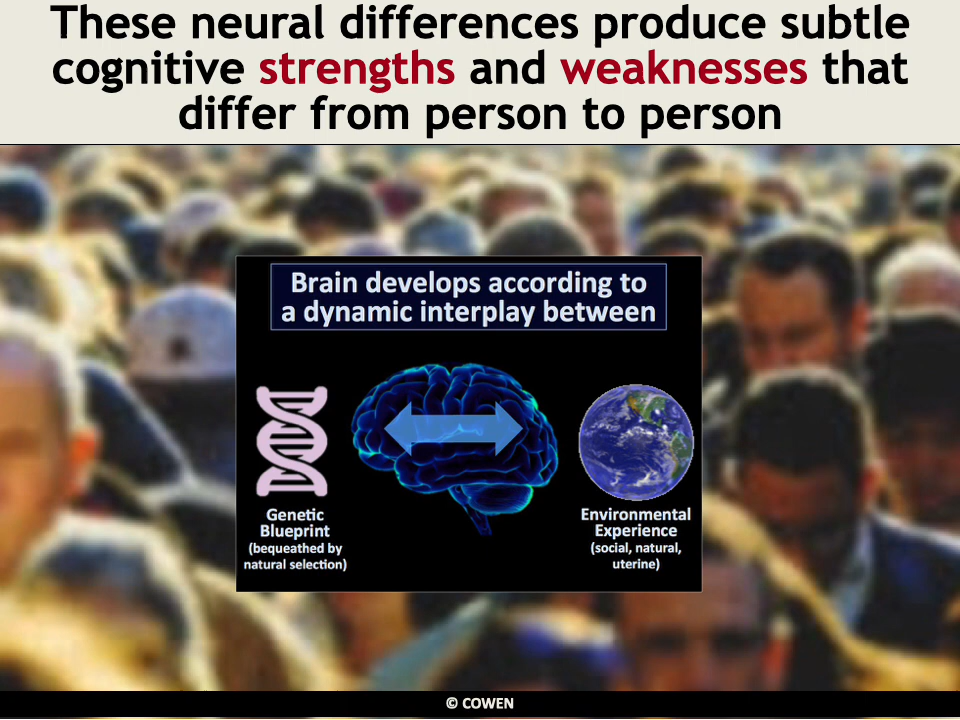 These neural differences produce subtle
cognitive strengths and weaknesses that
differ from person to person
Brain develops according to
a dynamic interplay between
Genetic
Blueprint
(bequeathed by
natural selection)
Environmental
Experience
(social, natural,
uterine)
© COWEN